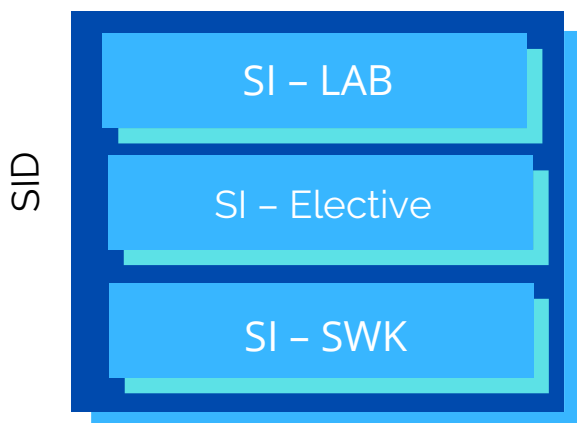 SID
SI – LAB
SI – Elective
SI – SWK